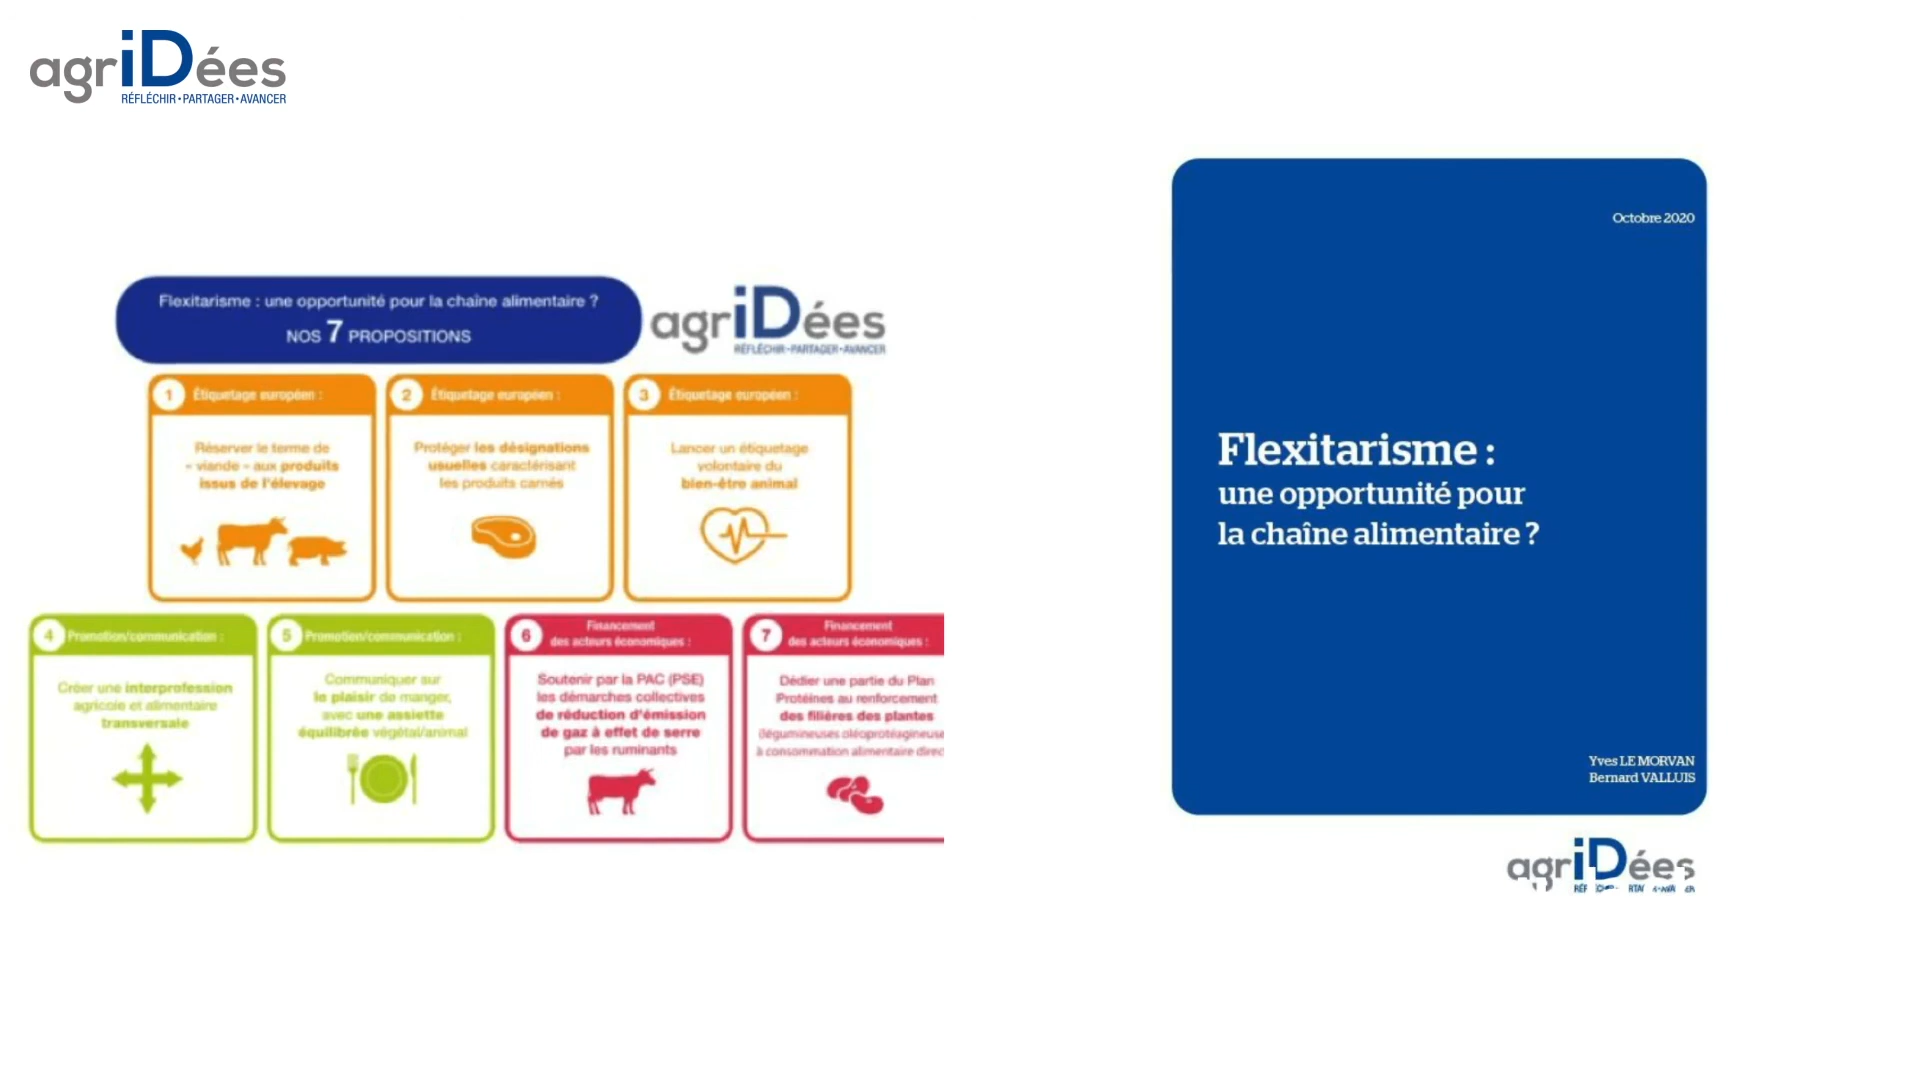 agriDées
RÉFLÉCHIR•PARTAGER•AVANCER
Flexitarisme : une opportunité pour la chaîne alimentaire ?
NOS 7 PROPOSITIONS
agriDées
RÉFLÉCHIR•PARTAGER•AVANCER
1 Étiquetage européen :
Réserver le terme de
« viande » aux produits
issus de l'élevage
2 Étiquetage européen :
Protéger les désignations
usuelles caractérisant
les produits carnés
3 Étiquetage européen :
Lancer un étiquetage
volontaire du
bien-être animal
4 Promotion/communication :
Créer une interprofession
agricole et alimentaire
transversale
5 Promotion/communication :
Communiquer sur
le plaisir de manger,
avec une assiette
équilibrée végétal/animal
6 Financement
des acteurs économiques :
Soutenir par la PAC (PSE)
les démarches collectives
de réduction d'émission
de gaz à effet de serre
par les ruminants
7 Financement
des acteurs économiques :
Dédier une partie du Plan
Protéines au renforcement
des filières des plantes
(légumineuses oléoprotéagineuse
à consommation alimentaire direc
Octobre 2020
Flexitarisme :
une opportunité pour
la chaîne alimentaire ?
Yves LE MORVAN
Bernard VALLUIS
agriDées